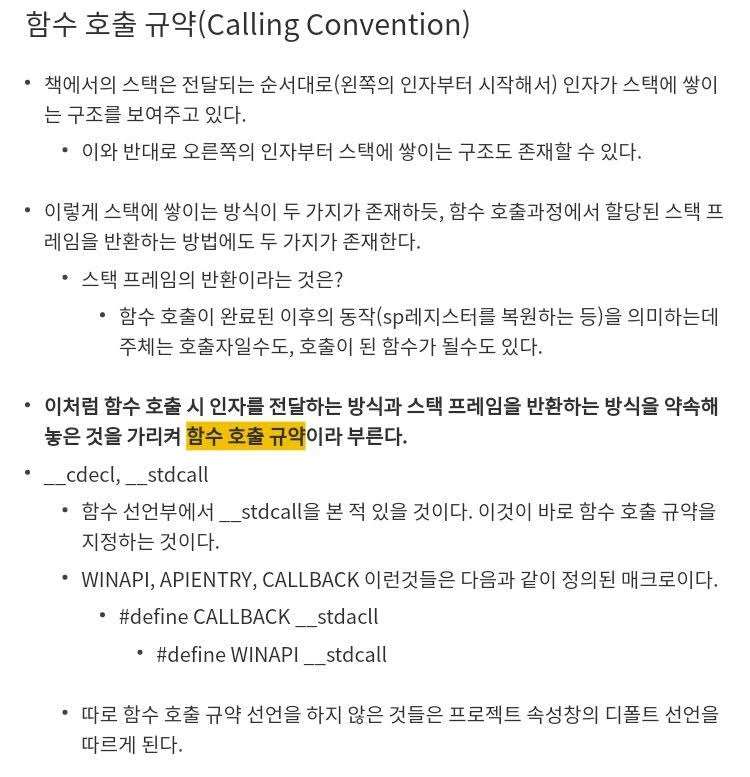 함수 호출 규약(Calling Convention)
• 책에서의 스택은 전달되는 순서대로(왼쪽의 인자부터 시작해서) 인자가 스택에 쌓이
는 구조를 보여주고 있다.
• 이와 반대로 오른쪽의 인자부터 스택에 쌓이는 구조도 존재할 수 있다.
• 이렇게 스택에 쌓이는 방식이 두 가지가 존재하듯, 함수 호출과정에서 할당된 스택 프
레임을 반환하는 방법에도 두 가지가 존재한다.
• 스택 프레임의 반환이라는 것은?
• 함수 호출이 완료된 이후의 동작(sp레지스터를 복원하는 등)을 의미하는데
주체는 호출자일수도, 호출이 된 함수가 될수도 있다.
• 이처럼 함수 호출 시 인자를 전달하는 방식과 스택 프레임을 반환하는 방식을 약속해
놓은 것을 가리켜 함수 호출 규약이라 부른다.
• __cdecl, __stdcall
• 함수 선언부에서 __stdcall을 본 적 있을 것이다. 이것이 바로 함수 호출 규약을
지정하는 것이다.
• WINAPI, APIENTRY, CALLBACK 이런것들은 다음과 같이 정의된 매크로이다.
• #define CALLBACK __stdacll
• #define WINAPI __stdcall
• 따로 함수 호출 규약 선언을 하지 않은 것들은 프로젝트 속성창의 디폴트 선언을
따르게 된다.